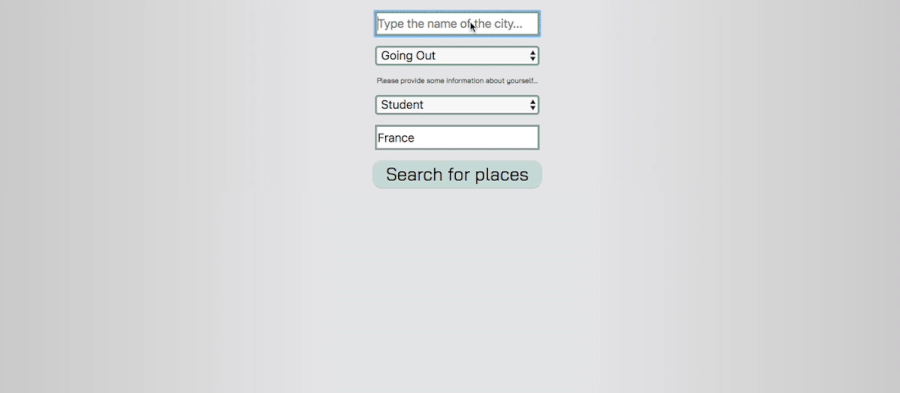 Type the name of the city...
Going Out
Please provide some information about yourself...
Student
France
Search for places